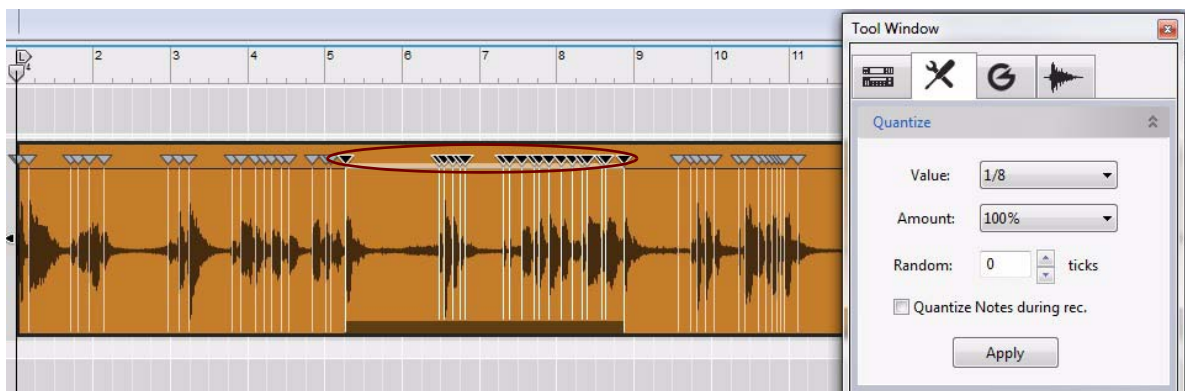 Tool Window
L 2 3 4 5 6 7 8 9 10 11
4
Quantize
Value: 1/8
Amount: 100%
Random: 0 ticks
Quantize Notes during rec.
Apply